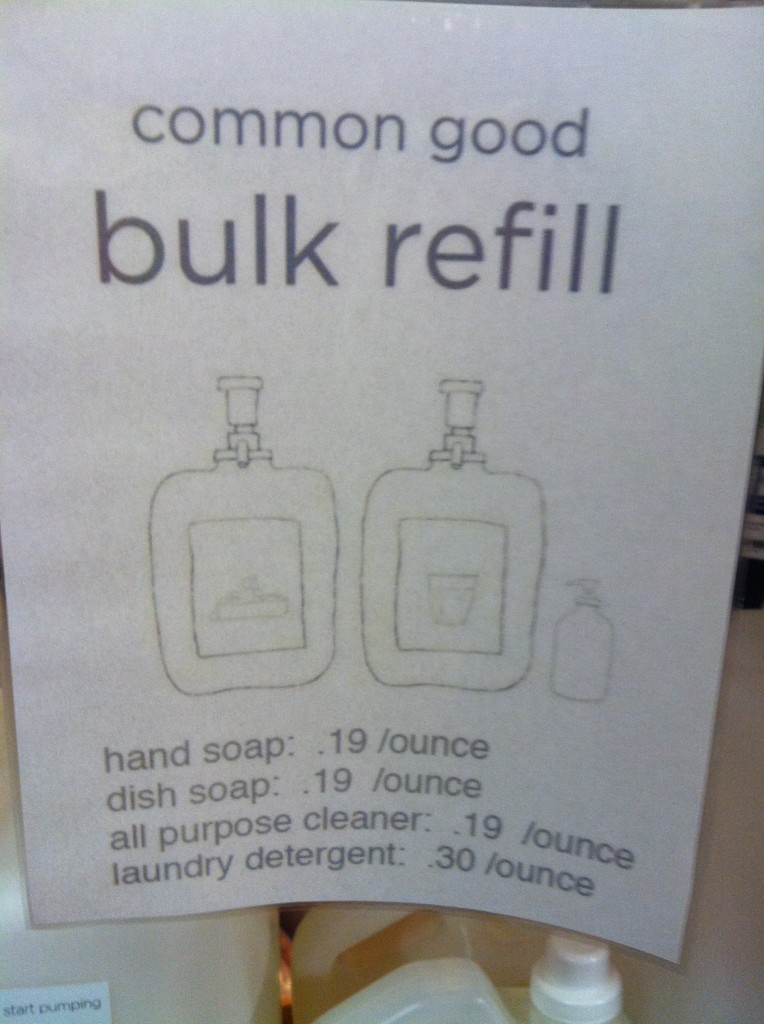 common good
bulk refill
hand soap: .19 /ounce
dish soap: .19 /ounce
all purpose cleaner: .19 /ounce
laundry detergent: .30 /ounce
start pumping